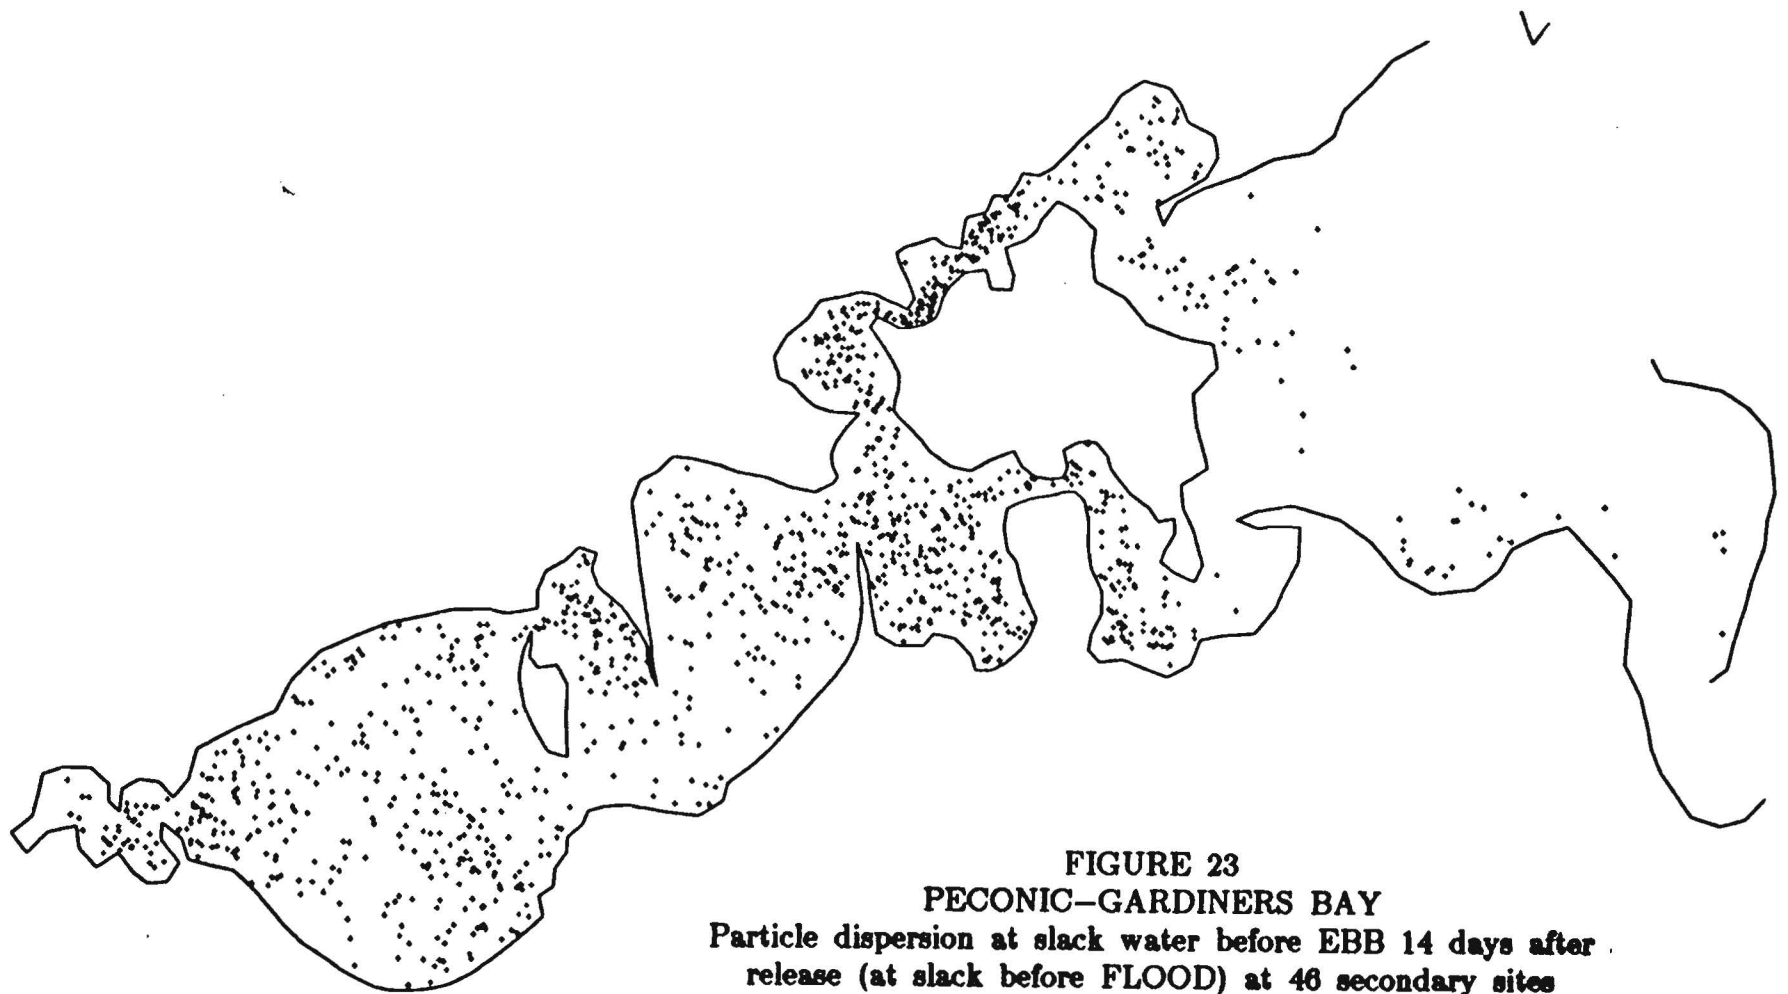 FIGURE 23
PECONIC–GARDINERS BAY
Particle dispersion at slack water before EBB 14 days after
release (at slack before FLOOD) at 46 secondary sites